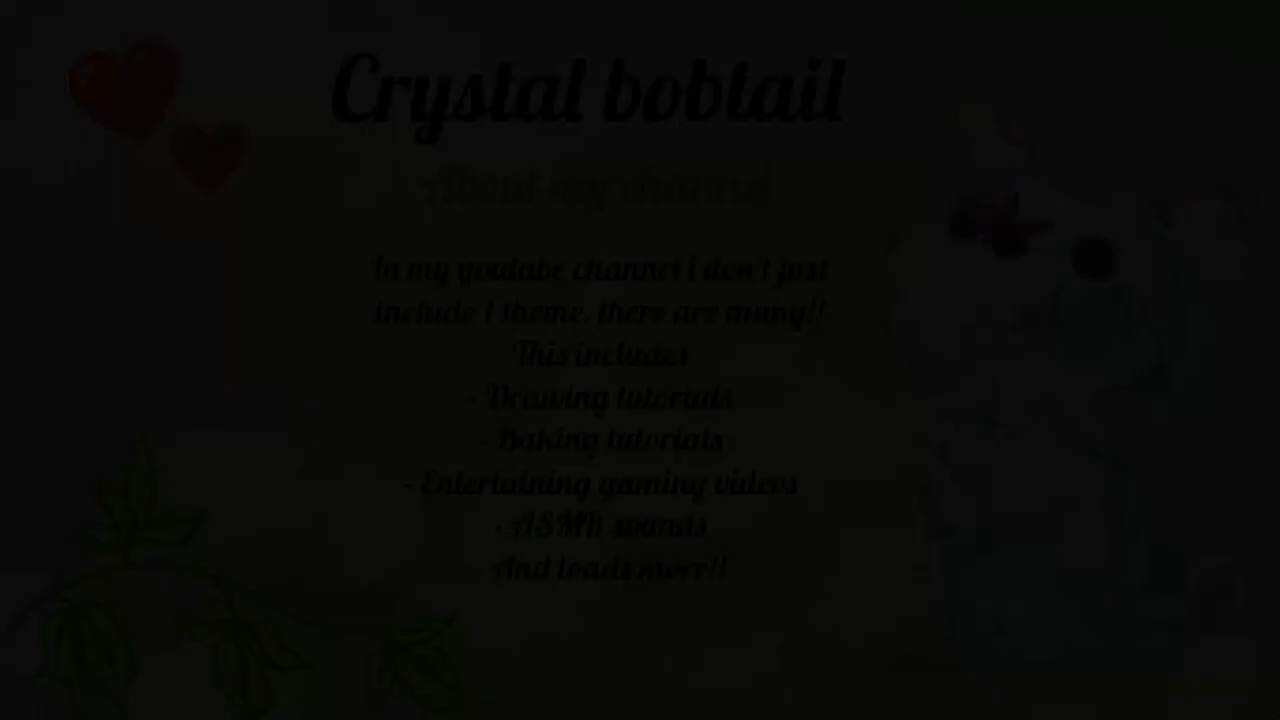 Crystal bobtail
About my channel
In my youtube channel i don't just
include 1 theme, there are many!!
This includes
- Drawing tutorials
- Baking tutorials
- Entertaining gaming videos
- ASMR sounds
- And loads more!!